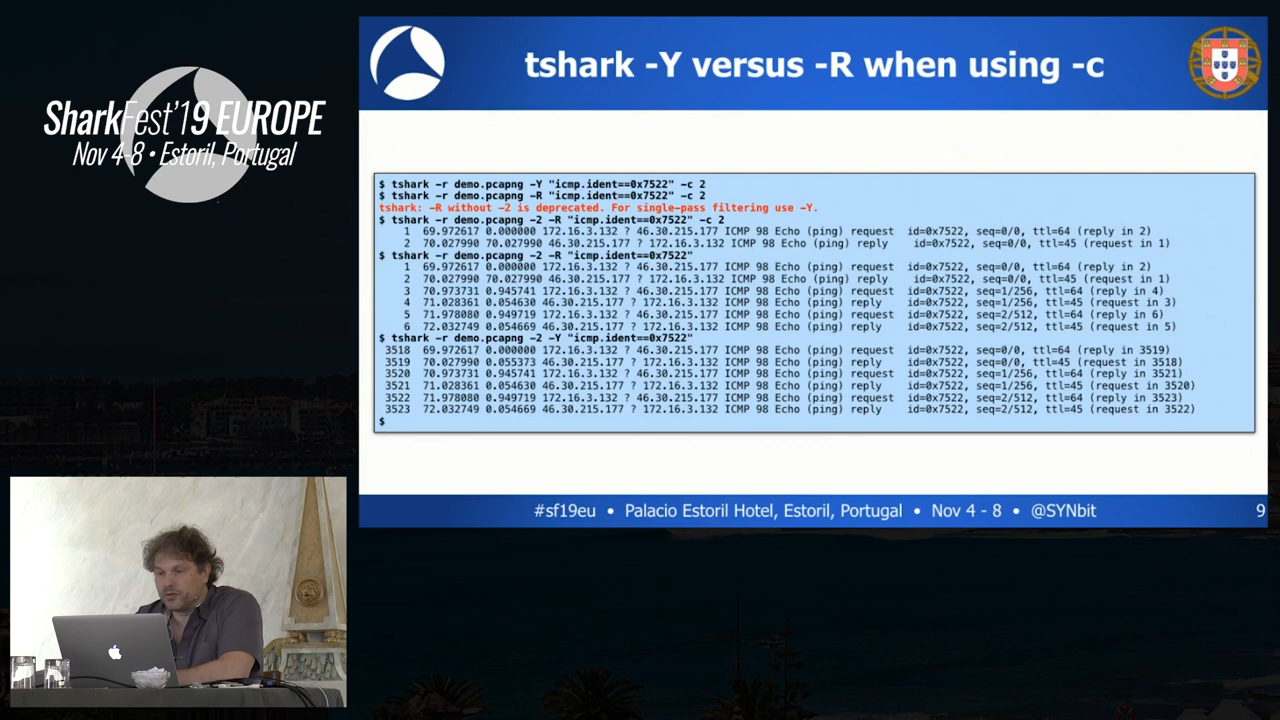 SharkFest'19 EUROPE
Nov 4-8 • Estoril, Portugal
tshark -Y versus -R when using -c
$ tshark -r demo.pcapng -Y "icmp.ident==0x7522" -c 2
$ tshark -r demo.pcapng -R "icmp.ident==0x7522" -c 2
tshark: -R without -2 is deprecated. For single-pass filtering use -Y.
$ tshark -r demo.pcapng -2 -R "icmp.ident==0x7522" -c 2
1 69.972617 0.000000 172.16.3.132 ? 46.30.215.177 ICMP 98 Echo (ping) request id=0x7522, seq=0/0, ttl=64 (reply in 2)
2 70.027990 70.027990 46.30.215.177 ? 172.16.3.132 ICMP 98 Echo (ping) reply id=0x7522, seq=0/0, ttl=45 (request in 1)
$ tshark -r demo.pcapng -2 -R "icmp.ident==0x7522"
1 69.972617 0.000000 172.16.3.132 ? 46.30.215.177 ICMP 98 Echo (ping) request id=0x7522, seq=0/0, ttl=64 (reply in 2)
2 70.027990 70.027990 46.30.215.177 ? 172.16.3.132 ICMP 98 Echo (ping) reply id=0x7522, seq=0/0, ttl=45 (request in 1)
3 70.973731 0.945741 172.16.3.132 ? 46.30.215.177 ICMP 98 Echo (ping) request id=0x7522, seq=1/256, ttl=64 (reply in 4)
4 71.028361 0.054630 46.30.215.177 ? 172.16.3.132 ICMP 98 Echo (ping) reply id=0x7522, seq=1/256, ttl=45 (request in 3)
5 71.978080 0.949719 172.16.3.132 ? 46.30.215.177 ICMP 98 Echo (ping) request id=0x7522, seq=2/512, ttl=64 (reply in 6)
6 72.032749 0.054669 46.30.215.177 ? 172.16.3.132 ICMP 98 Echo (ping) reply id=0x7522, seq=2/512, ttl=45 (request in 5)
$ tshark -r demo.pcapng -2 -Y "icmp.ident==0x7522"
3518 69.972617 0.000000 172.16.3.132 ? 46.30.215.177 ICMP 98 Echo (ping) request id=0x7522, seq=0/0, ttl=64 (reply in 3519)
3519 70.027990 0.055373 46.30.215.177 ? 172.16.3.132 ICMP 98 Echo (ping) reply id=0x7522, seq=0/0, ttl=45 (request in 3518)
3520 70.973731 0.945741 172.16.3.132 ? 46.30.215.177 ICMP 98 Echo (ping) request id=0x7522, seq=1/256, ttl=64 (reply in 3521)
3521 71.028361 0.054630 46.30.215.177 ? 172.16.3.132 ICMP 98 Echo (ping) reply id=0x7522, seq=1/256, ttl=45 (request in 3520)
3522 71.978080 0.949719 172.16.3.132 ? 46.30.215.177 ICMP 98 Echo (ping) request id=0x7522, seq=2/512, ttl=64 (reply in 3523)
3523 72.032749 0.054669 46.30.215.177 ? 172.16.3.132 ICMP 98 Echo (ping) reply id=0x7522, seq=2/512, ttl=45 (request in 3522)
$
#sf19eu • Palacio Estoril Hotel, Estoril, Portugal • Nov 4 - 8 • @SYNbit 9